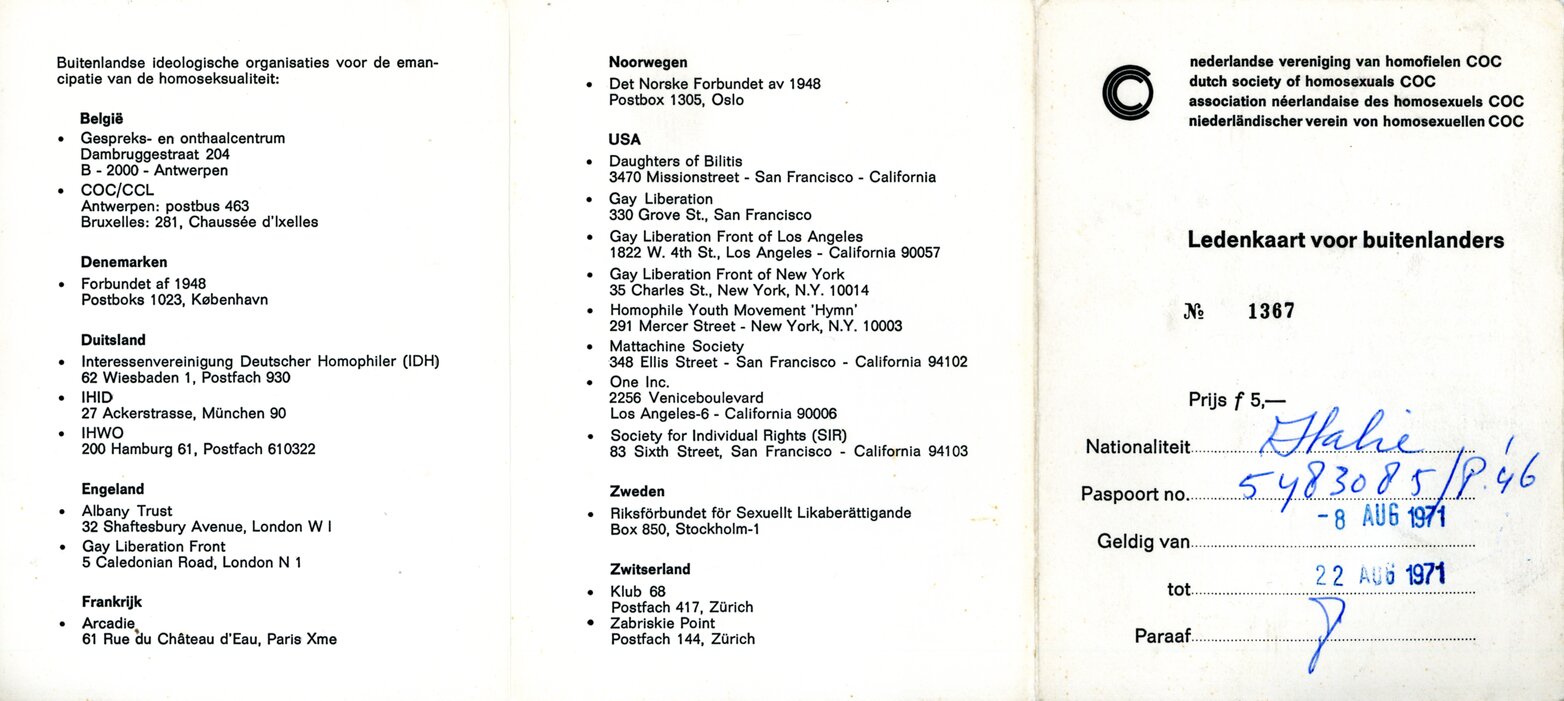 Buitenlandse ideologische organisaties voor de eman-
cipatie van de homoseksualiteit:
België
• Gespreks- en onthaalcentrum
Dambruggestraat 204
B - 2000 - Antwerpen
• COC/CCL
Antwerpen: postbus 463
Bruxelles: 281, Chaussée d'Ixelles
Denemarken
• Forbundet af 1948
Postboks 1023, København
Duitsland
• Interessenvereinigung Deutscher Homophiler (IDH)
62 Wiesbaden 1, Postfach 930
• IHID
27 Ackerstrasse, München 90
• IHWO
200 Hamburg 61, Postfach 610322
Engeland
• Albany Trust
32 Shaftesbury Avenue, London W I
• Gay Liberation Front
5 Caledonian Road, London N 1
Frankrijk
• Arcadie
61 Rue du Château d'Eau, Paris Xme
Noorwegen
• Det Norske Forbundet av 1948
Postbox 1305, Oslo
USA
• Daughters of Bilitis
3470 Missionstreet - San Francisco - California
• Gay Liberation
330 Grove St., San Francisco
• Gay Liberation Front of Los Angeles
1822 W. 4th St., Los Angeles - California 90057
• Gay Liberation Front of New York
35 Charles St., New York, N.Y. 10014
• Homophile Youth Movement 'Hymn'
291 Mercer Street - New York, N.Y. 10003
• Mattachine Society
348 Ellis Street - San Francisco - California 94102
• One Inc.
2256 Veniceboulevard
Los Angeles-6 - California 90006
• Society for Individual Rights (SIR)
83 Sixth Street, San Francisco - California 94103
Zweden
• Riksförbundet för Sexuellt Likaberättigande
Box 850, Stockholm-1
Zwitserland
• Klub 68
Postfach 417, Zürich
• Zabriskie Point
Postfach 144, Zürich
nederlandse vereniging van homofielen COC
dutch society of homosexuals COC
association néerlandaise des homosexuels COC
niederländischer verein von homosexuellen COC
Ledenkaart voor buitenlanders
№ 1367
Prijs ƒ 5,—
Nationaliteit Italie
Paspoort no. 5483085/P.'46
Geldig van -8 AUG 1971
tot 22 AUG 1971
Paraaf